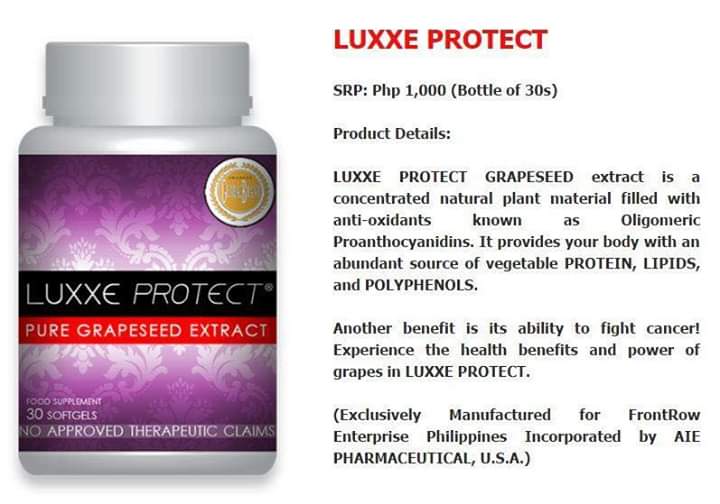 LUXXE PROTECT®
PURE GRAPESEED EXTRACT
FOOD SUPPLEMENT
30 SOFTGELS
NO APPROVED THERAPEUTIC CLAIMS
LUXXE PROTECT
SRP: Php 1,000 (Bottle of 30s)
Product Details:
LUXXE PROTECT GRAPESEED extract is a
concentrated natural plant material filled with
anti-oxidants known as Oligomeric
Proanthocyanidins. It provides your body with an
abundant source of vegetable PROTEIN, LIPIDS,
and POLYPHENOLS.
Another benefit is its ability to fight cancer!
Experience the health benefits and power of
grapes in LUXXE PROTECT.
(Exclusively Manufactured for FrontRow
Enterprise Philippines Incorporated by AIE
PHARMACEUTICAL, U.S.A.)